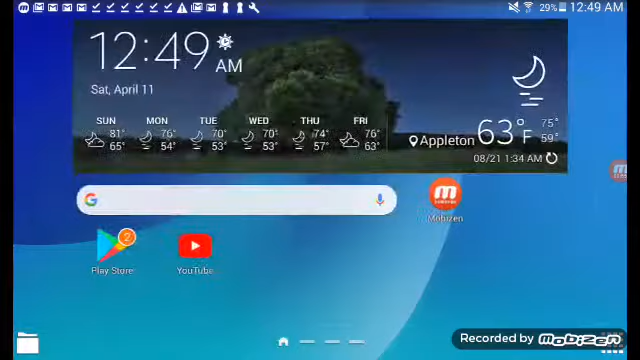 29% 12:49 AM
12:49 AM
Sat, April 11
SUN MON TUE WED THU FRI
81° 76° 70° 70° 74° 76°
65° 54° 53° 53° 57° 63°
Appleton 63°F 75° 59°
08/21 1:34 AM
Mobizen
Play Store 2
YouTube
Recorded by Mobizen